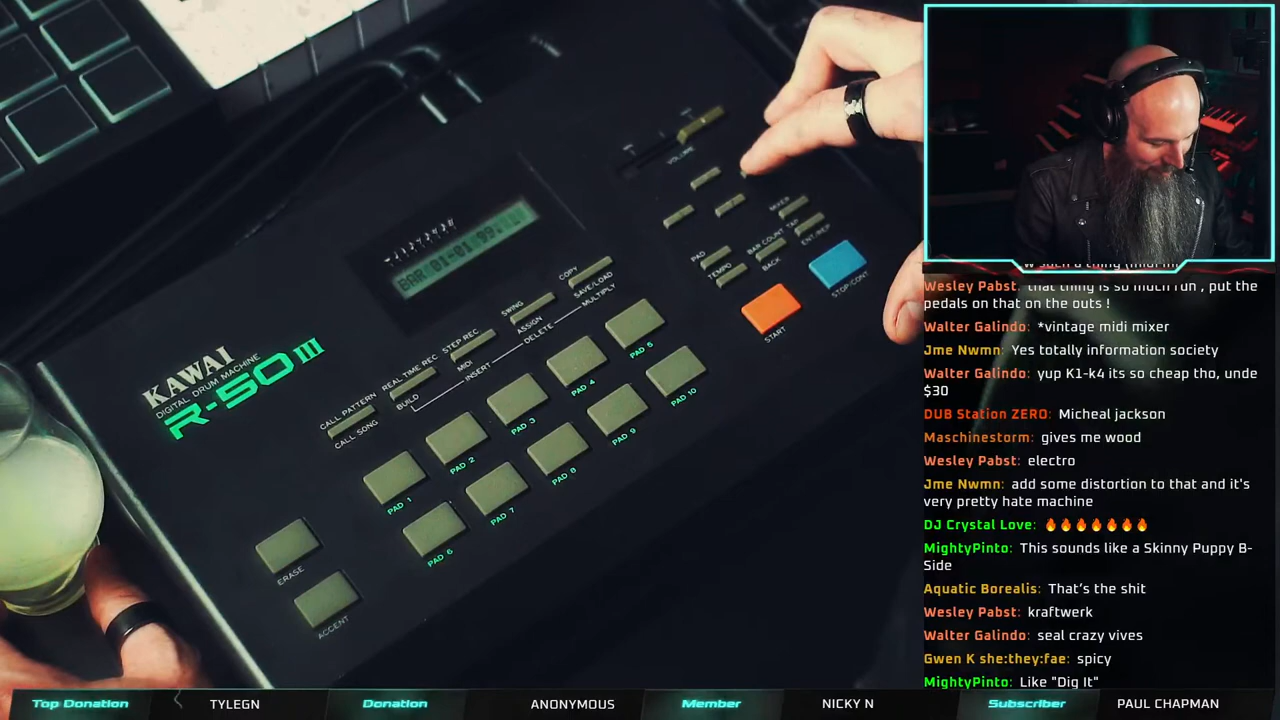 VOLUME
BAR 01-01 99
MIXER
BAR COUNT TAP
ENT/REP
PAD
TEMPO
BACK
STOP/CONT.
START
COPY
SAVE/LOAD
MULTIPLY
SWING
ASSIGN
DELETE
STEP REC.
MIDI
INSERT
REAL TIME REC
BUILD
CALL PATTERN
CALL SONG
KAWAI
DIGITAL DRUM MACHINE
R-50 III
PAD 1
PAD 2
PAD 3
PAD 4
PAD 5
PAD 6
PAD 7
PAD 8
PAD 9
PAD 10
ERASE
ACCENT
Wesley Pabst: that thing is so much fun , put the
pedals on that on the outs !
Walter Galindo: *vintage midi mixer
Jme Nwmn: Yes totally information society
Walter Galindo: yup K1-k4 its so cheap tho, unde
$30
DUB Station ZERO: Micheal jackson
Maschinestorm: gives me wood
Wesley Pabst: electro
Jme Nwmn: add some distortion to that and it's
very pretty hate machine
DJ Crystal Love: 🔥🔥🔥🔥🔥🔥🔥
MightyPinto: This sounds like a Skinny Puppy B-
Side
Aquatic Borealis: That's the shit
Wesley Pabst: kraftwerk
Walter Galindo: seal crazy vives
Gwen K she:they:fae: spicy
MightyPinto: Like "Dig It"
Top Donation TYLEGN Donation ANONYMOUS Member NICKY N Subscriber PAUL CHAPMAN